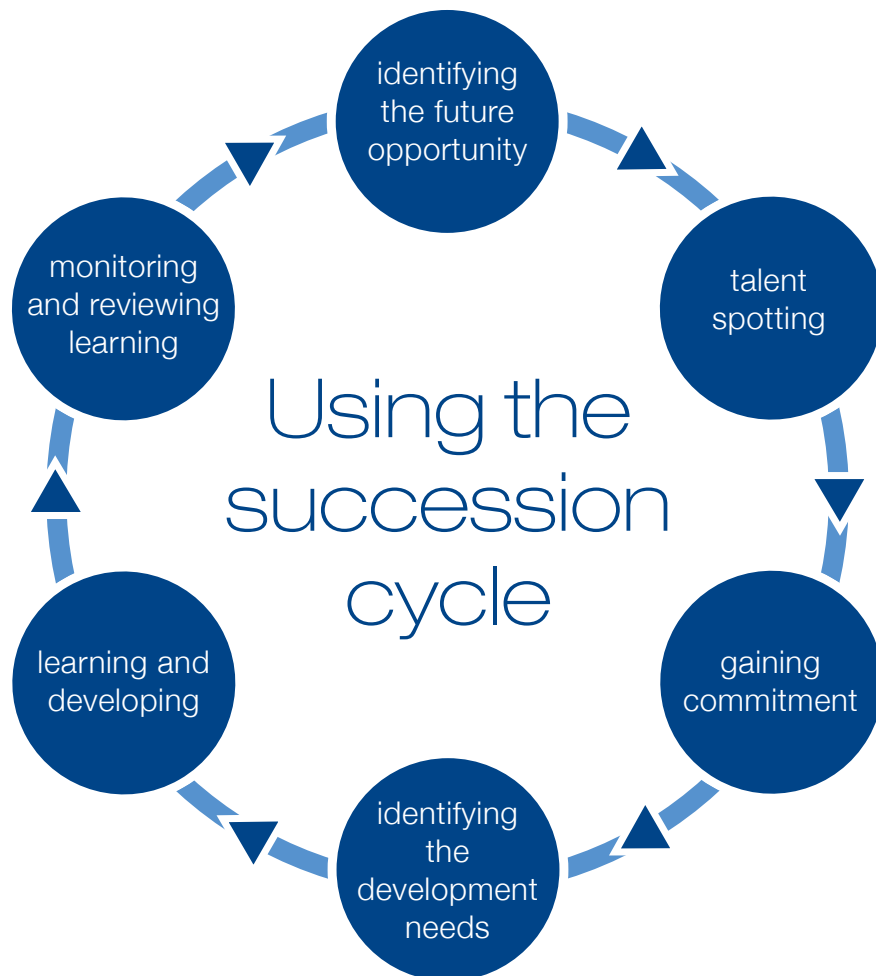 identifying
the future
opportunity
talent
spotting
gaining
commitment
identifying
the
development
needs
learning and
developing
monitoring
and reviewing
learning
Using the
succession
cycle